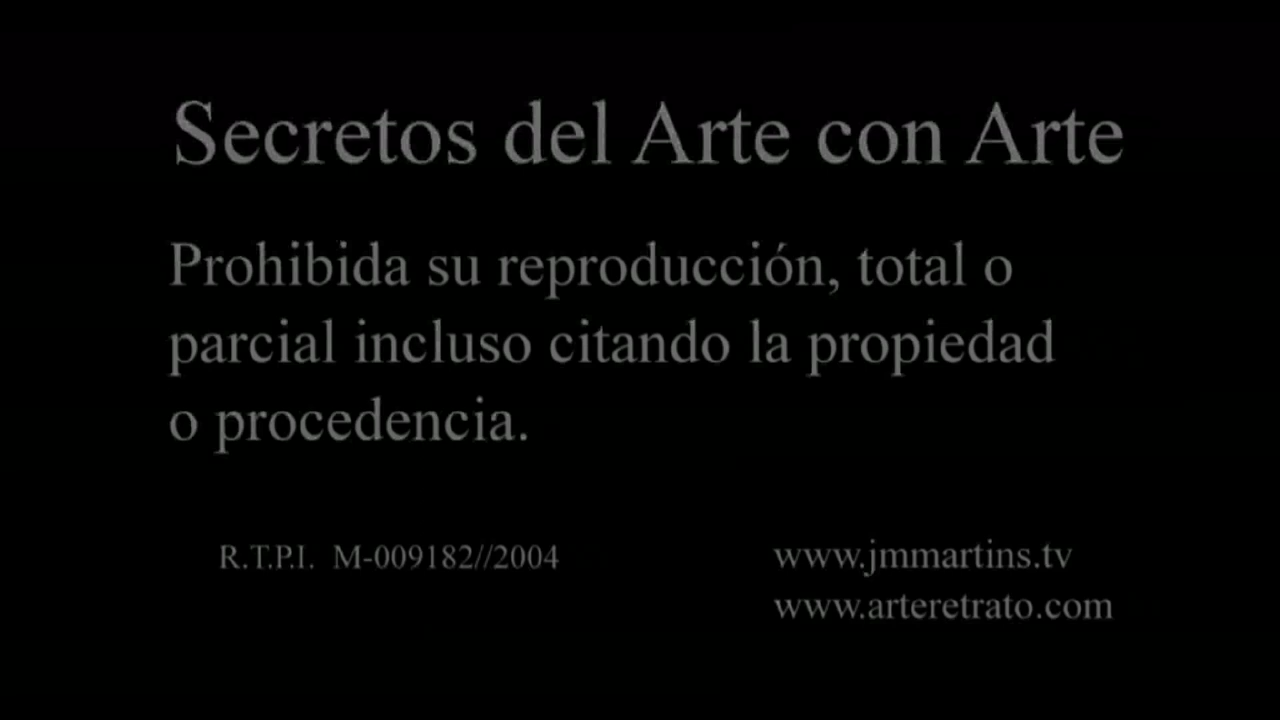 Secretos del Arte con Arte
Prohibida su reproducción, total o
parcial incluso citando la propiedad
o procedencia.
R.T.P.I. M-009182//2004
www.jmmartins.tv
www.arteretrato.com